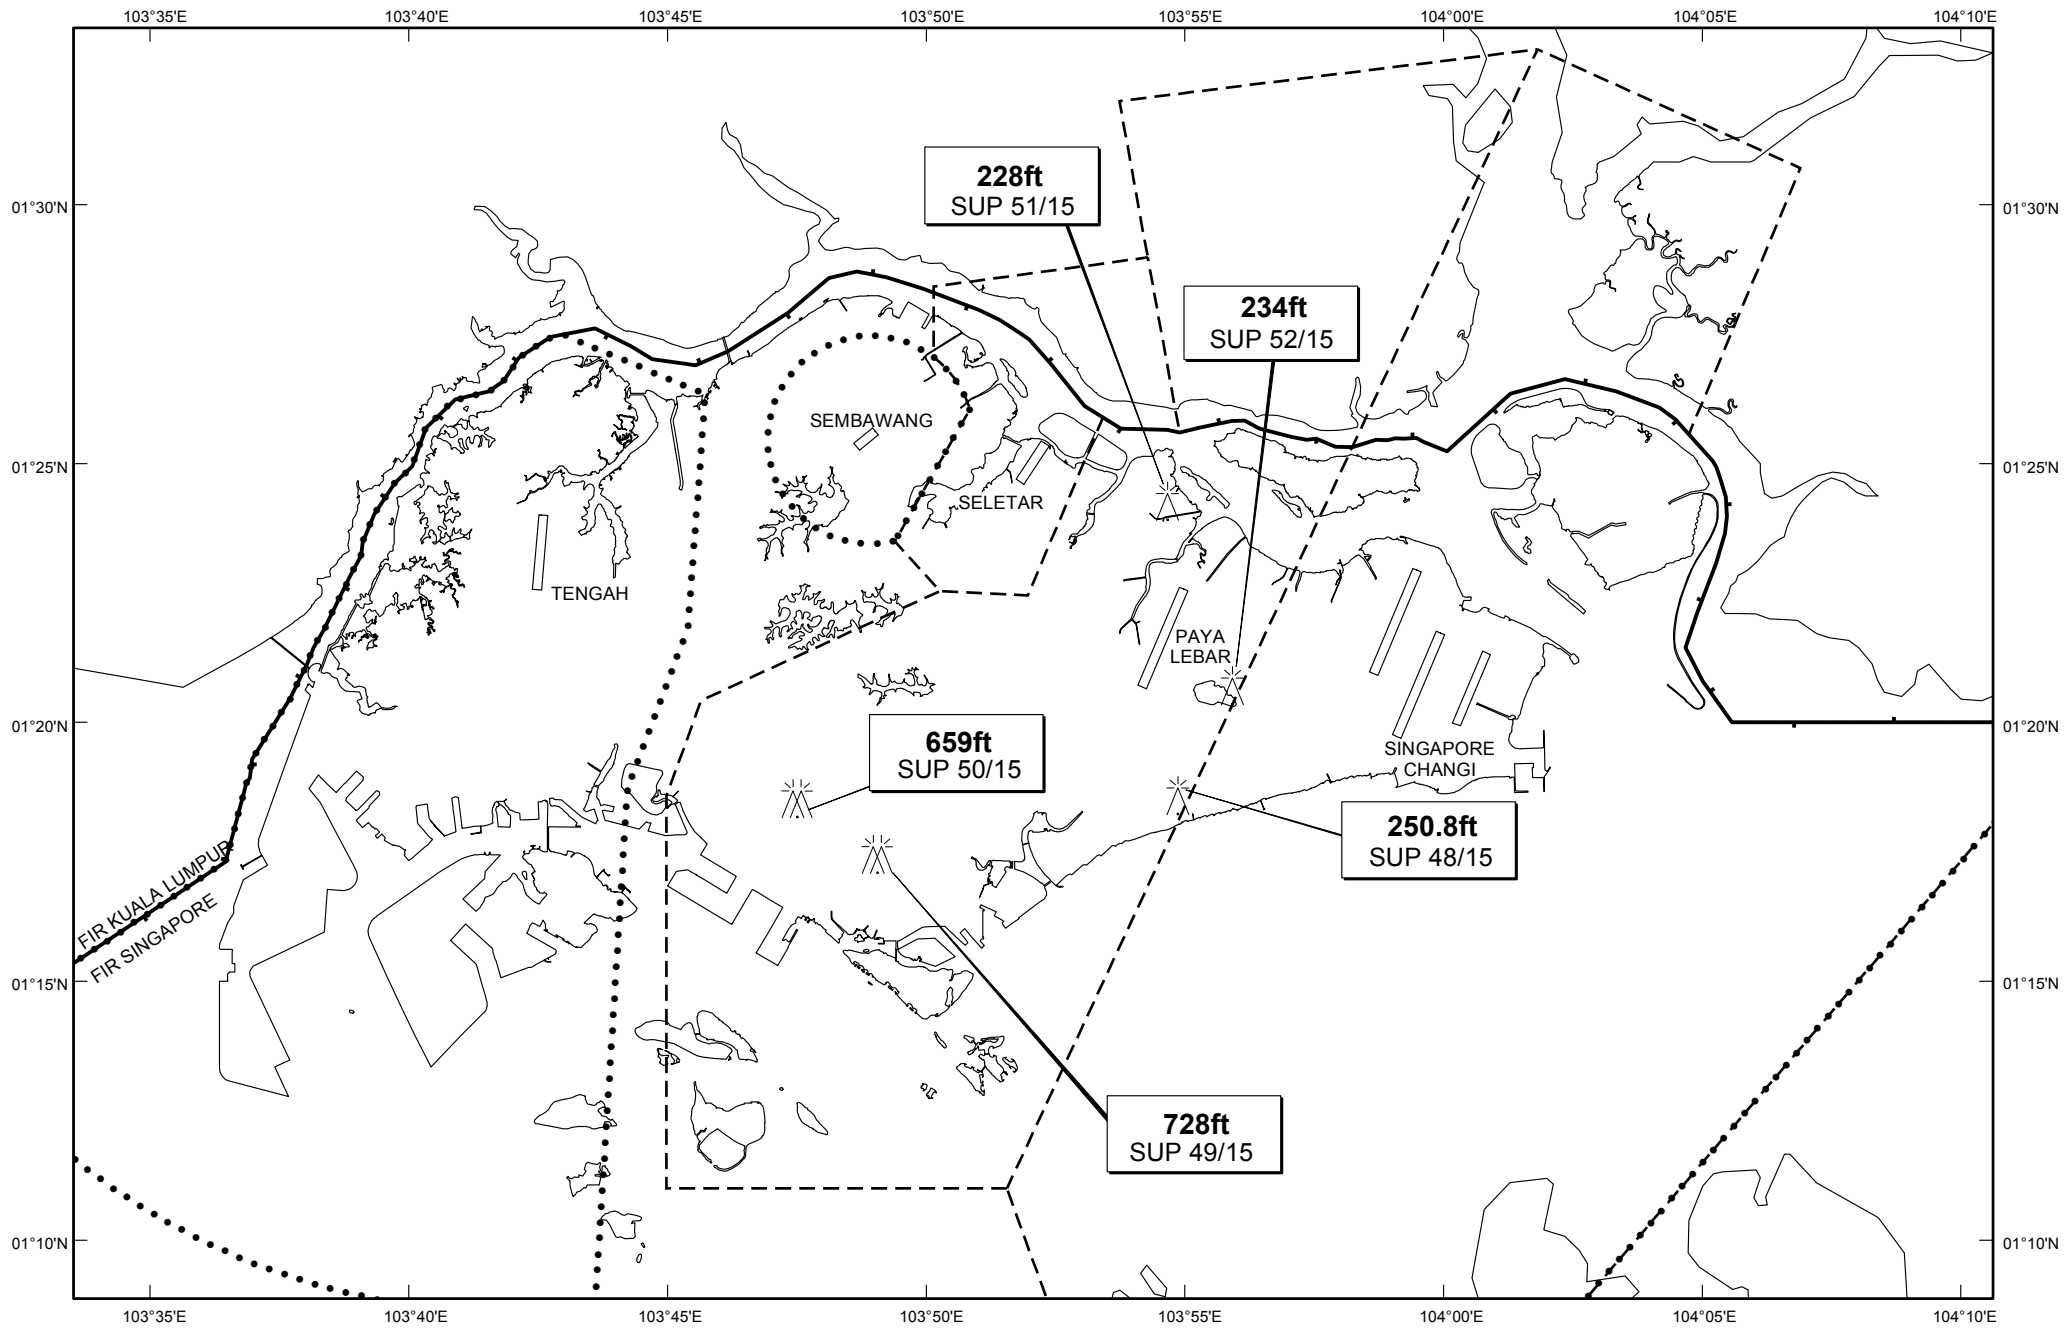 103°35'E
103°40'E
103°45'E
103°50'E
103°55'E
104°00'E
104°05'E
104°10'E
228ft
SUP 51/15
01°30'N
01°30'N
234ft
SUP 52/15
SEMBAWANG
01°25'N
01°25'N
SELETAR
TENGAH
PAYA
LEBAR
01°20'N
01°20'N
659ft
SUP 50/15
SINGAPORE
CHANGI
250.8ft
SUP 48/15
FIR KUALA LUMPUR
FIR SINGAPORE
01°15'N
01°15'N
728ft
SUP 49/15
01°10'N
01°10'N
103°35'E
103°40'E
103°45'E
103°50'E
103°55'E
104°00'E
104°05'E
104°10'E